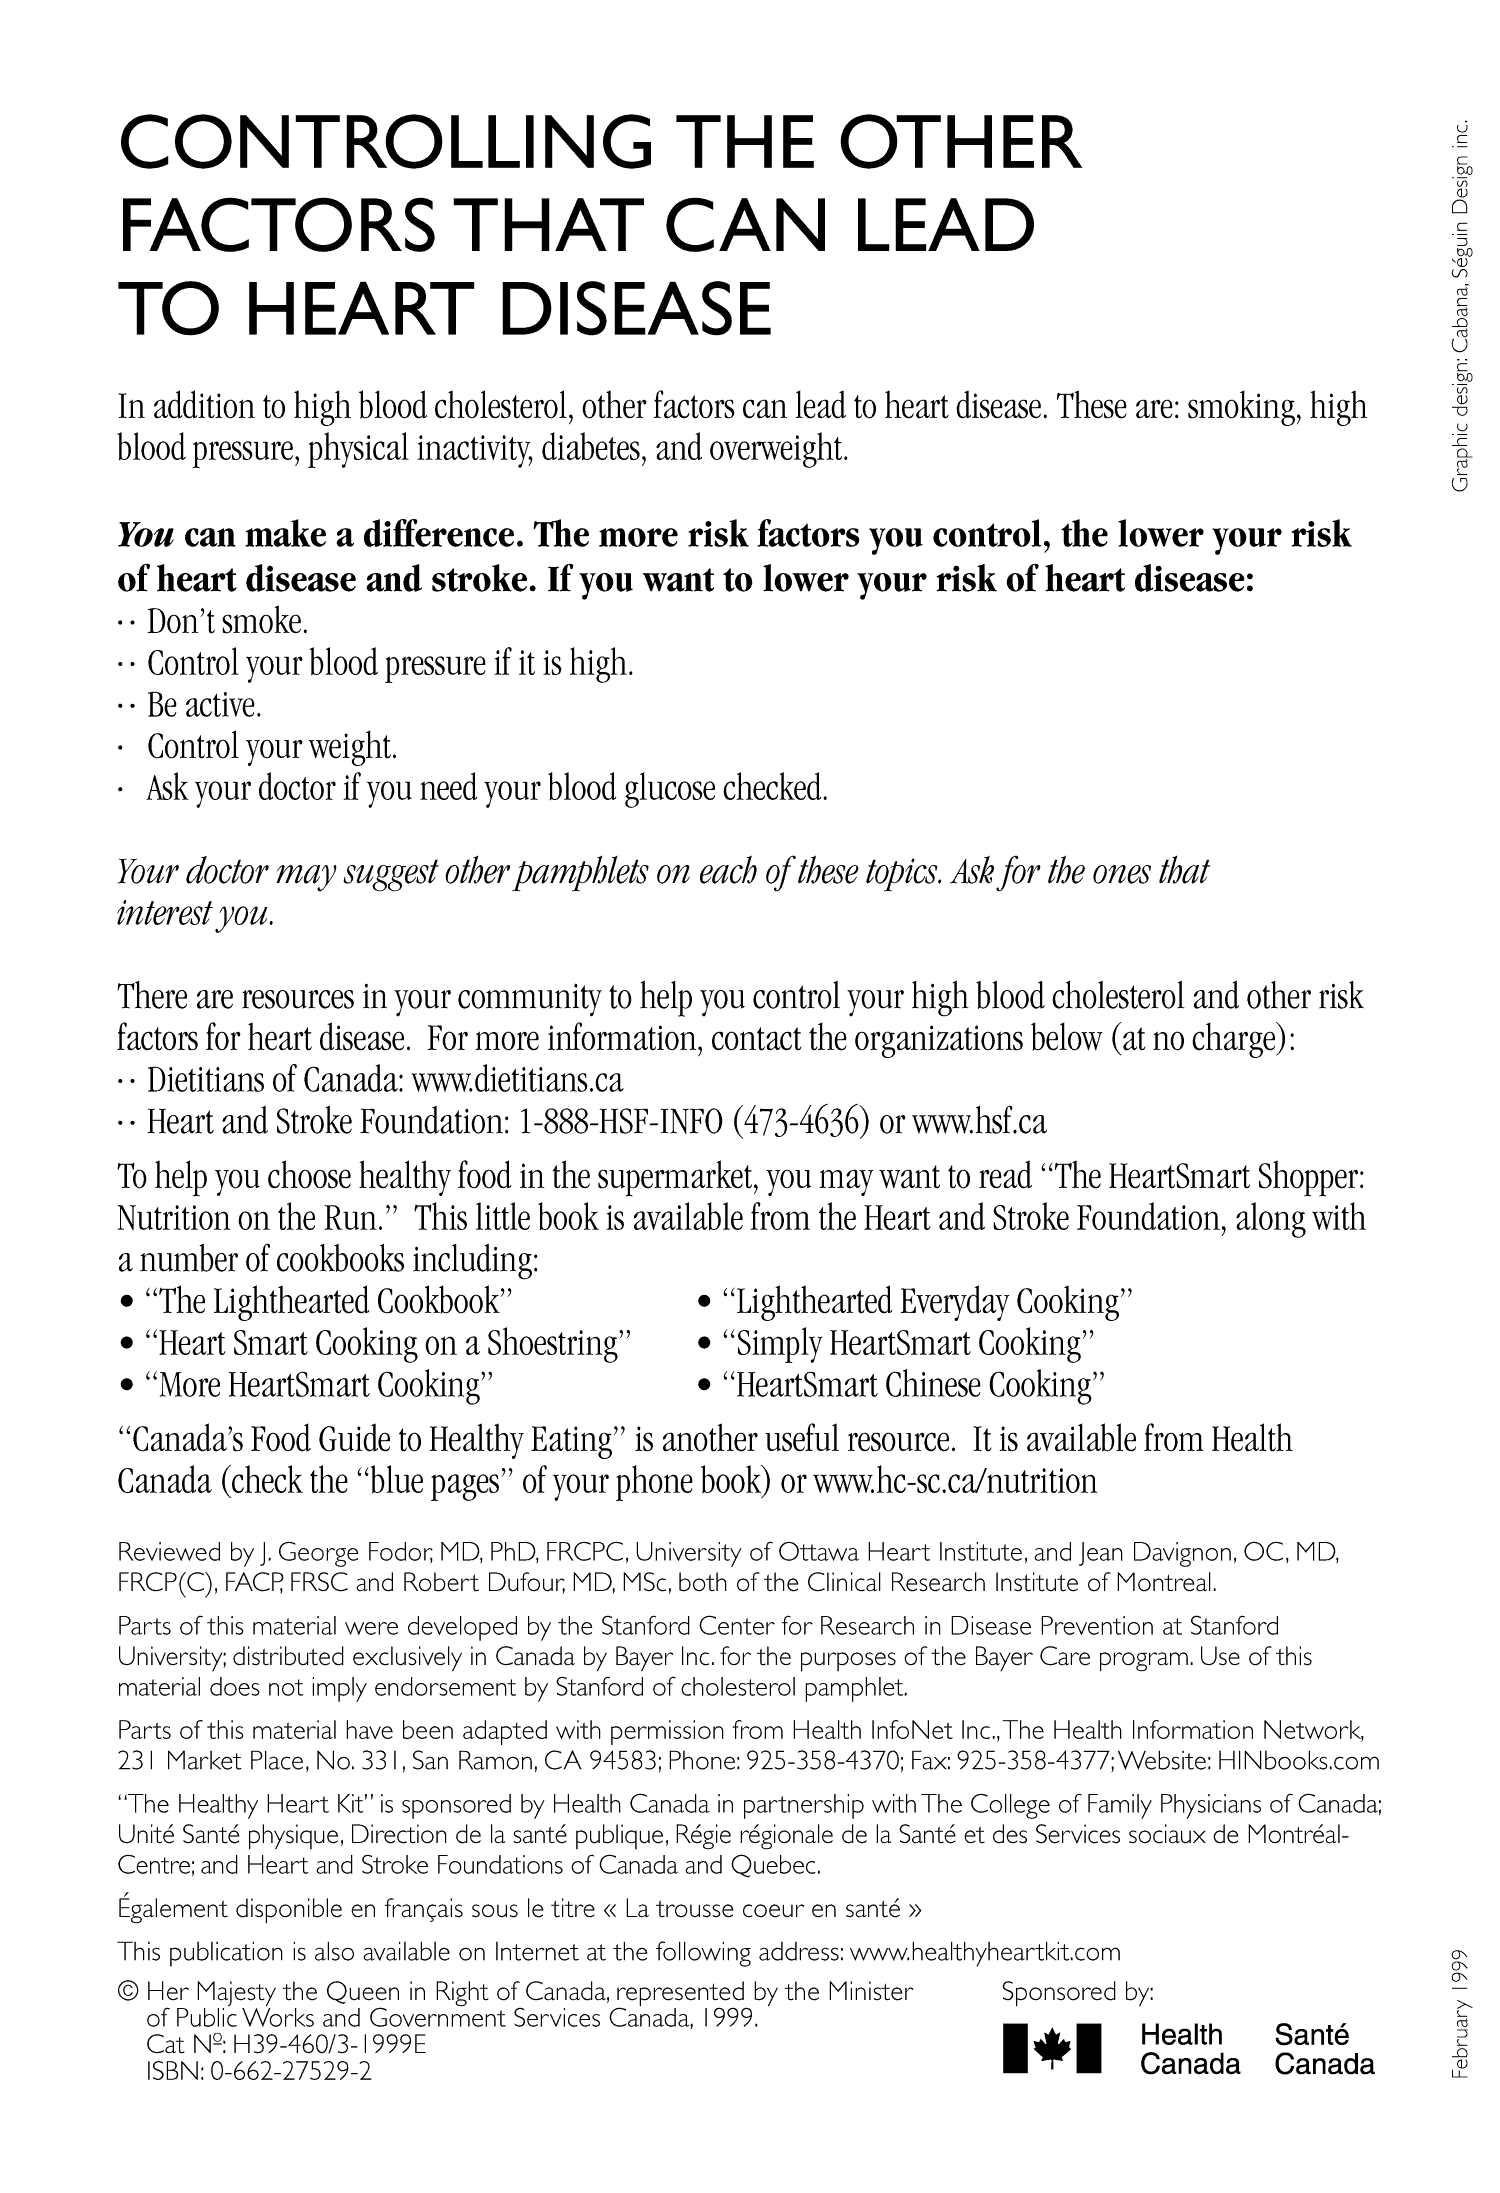 CONTROLLING THE OTHER
FACTORS THAT CAN LEAD
TO HEART DISEASE
In addition to high blood cholesterol, other factors can lead to heart disease. These are: smoking, high
blood pressure, physical inactivity, diabetes, and overweight.
You can make a difference. The more risk factors you control, the lower your risk
of heart disease and stroke. If you want to lower your risk of heart disease:
·· Don’t smoke.
·· Control your blood pressure if it is high.
·· Be active.
· Control your weight.
· Ask your doctor if you need your blood glucose checked.
Your doctor may suggest other pamphlets on each of these topics. Ask for the ones that
interest you.
There are resources in your community to help you control your high blood cholesterol and other risk
factors for heart disease. For more information, contact the organizations below (at no charge):
·· Dietitians of Canada: www.dietitians.ca
·· Heart and Stroke Foundation: 1-888-HSF-INFO (473-4636) or www.hsf.ca
To help you choose healthy food in the supermarket, you may want to read “The HeartSmart Shopper:
Nutrition on the Run.” This little book is available from the Heart and Stroke Foundation, along with
a number of cookbooks including:
• “The Lighthearted Cookbook”
• “Heart Smart Cooking on a Shoestring”
• “More HeartSmart Cooking”
• “Lighthearted Everyday Cooking”
• “Simply HeartSmart Cooking”
• “HeartSmart Chinese Cooking”
“Canada’s Food Guide to Healthy Eating” is another useful resource. It is available from Health
Canada (check the “blue pages” of your phone book) or www.hc-sc.ca/nutrition
Reviewed by J. George Fodor, MD, PhD, FRCPC, University of Ottawa Heart Institute, and Jean Davignon, OC, MD,
FRCP(C), FACP, FRSC and Robert Dufour, MD, MSc, both of the Clinical Research Institute of Montreal.
Parts of this material were developed by the Stanford Center for Research in Disease Prevention at Stanford
University; distributed exclusively in Canada by Bayer Inc. for the purposes of the Bayer Care program. Use of this
material does not imply endorsement by Stanford of cholesterol pamphlet.
Parts of this material have been adapted with permission from Health InfoNet Inc., The Health Information Network,
231 Market Place, No. 331, San Ramon, CA 94583; Phone: 925-358-4370; Fax: 925-358-4377; Website: HINbooks.com
“The Healthy Heart Kit” is sponsored by Health Canada in partnership with The College of Family Physicians of Canada;
Unité Santé physique, Direction de la santé publique, Régie régionale de la Santé et des Services sociaux de Montréal-
Centre; and Heart and Stroke Foundations of Canada and Quebec.
Également disponible en français sous le titre « La trousse coeur en santé »
This publication is also available on Internet at the following address: www.healthyheartkit.com
© Her Majesty the Queen in Right of Canada, represented by the Minister
of Public Works and Government Services Canada, 1999.
Cat Nº: H39-460/3-1999E
ISBN: 0-662-27529-2
Sponsored by:
Health Santé
Canada Canada
Graphic design: Cabana, Séguin Design inc.
February 1999